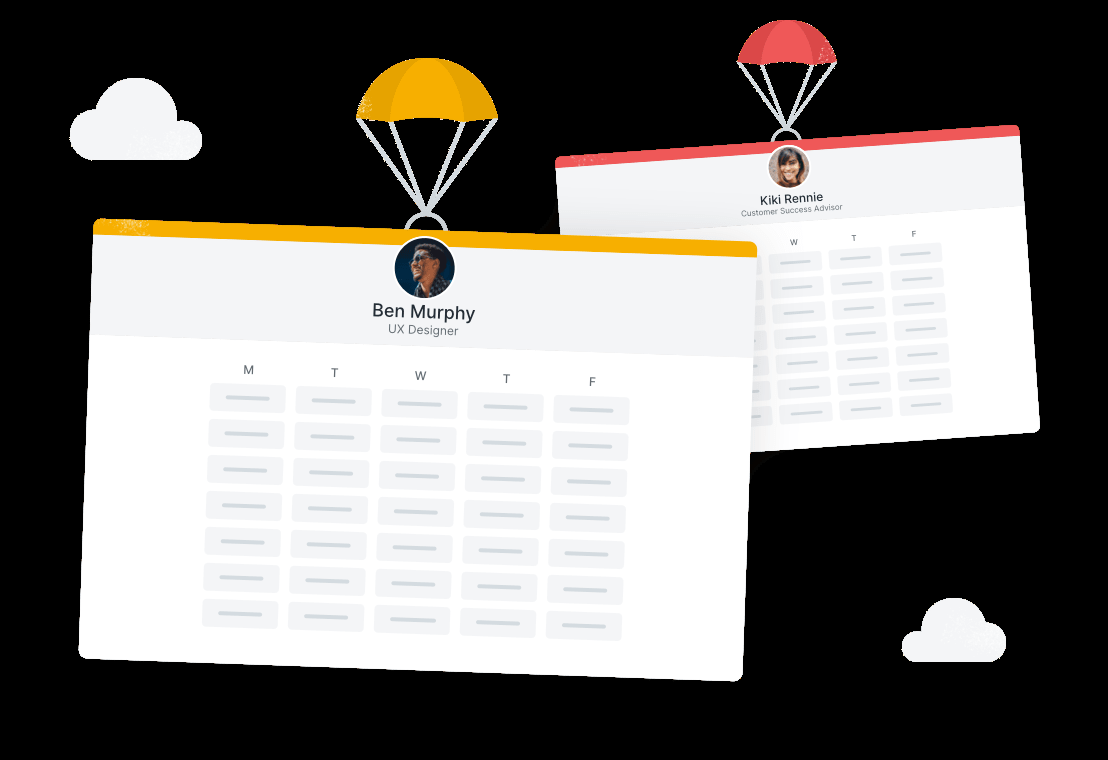 Kiki Rennie
Customer Success Advisor
W T F
Ben Murphy
UX Designer
M T W T F